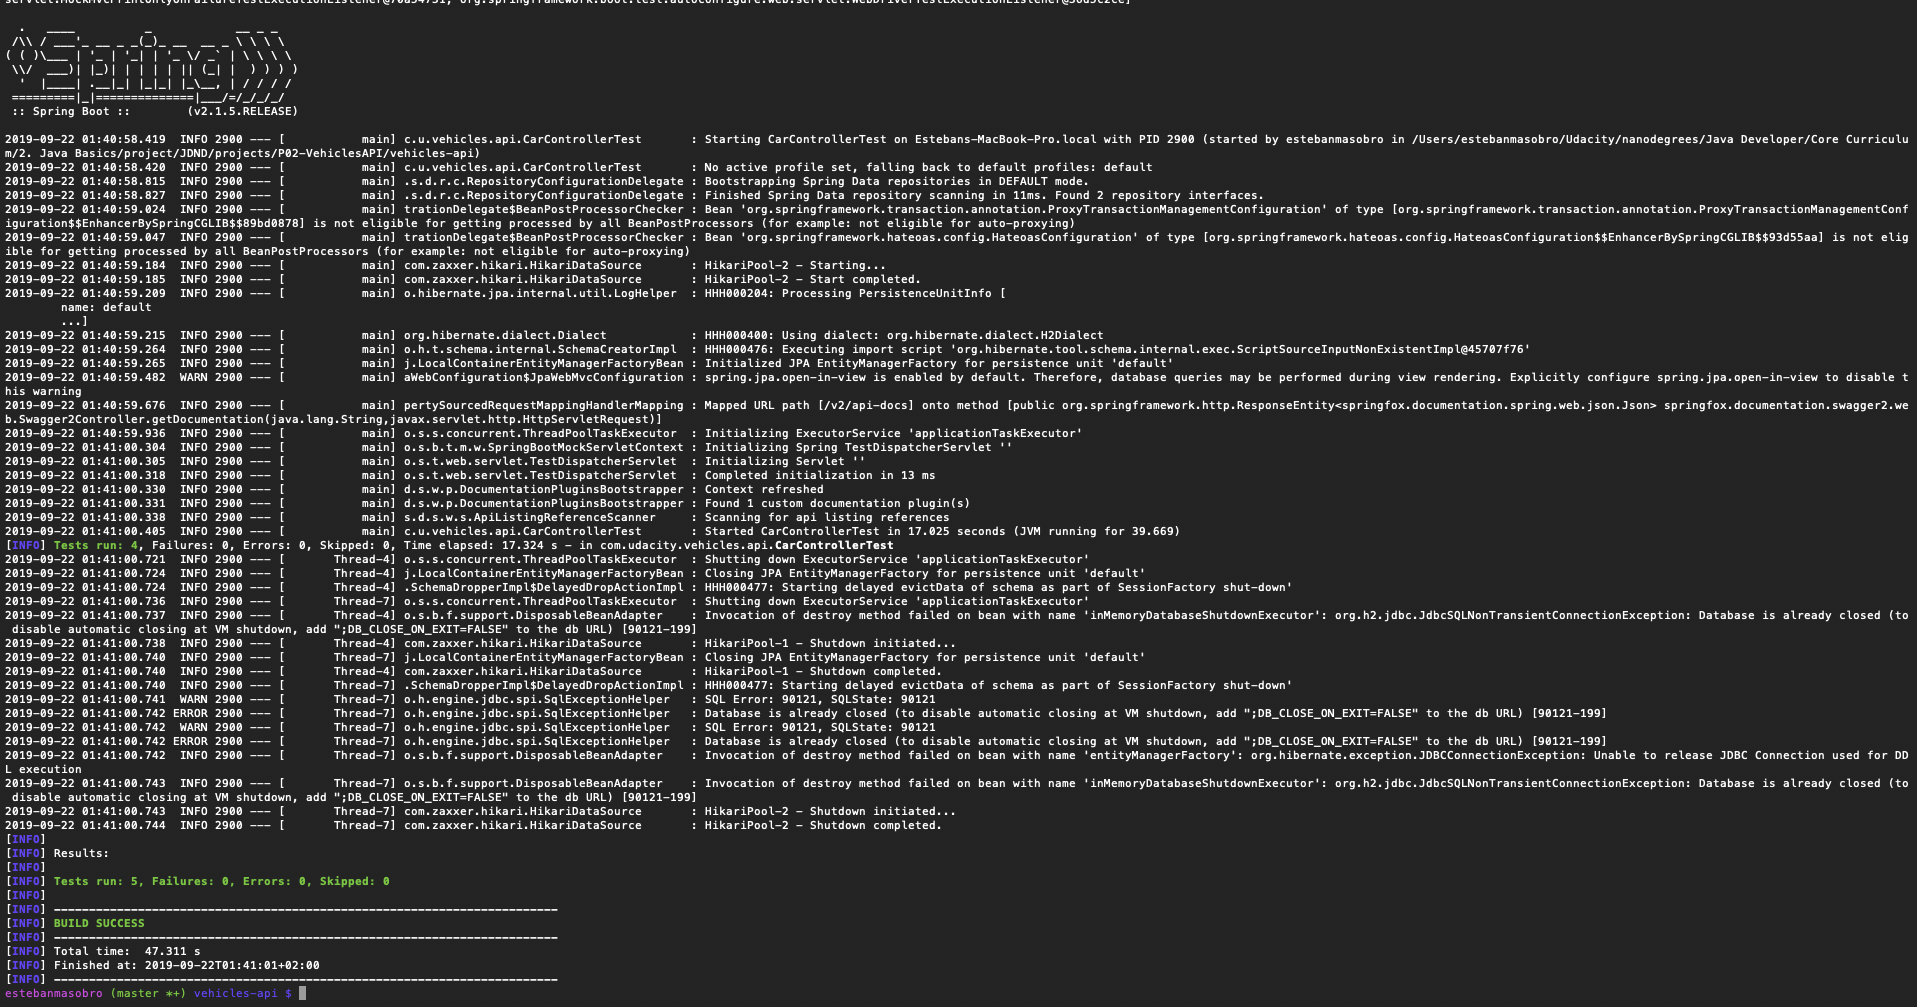 servlet.MockMvcPrintOnlyOnFailureTestExecutionListener@70a54751, org.springframework.boot.test.autoconfigure.web.servlet.WebDriverTestExecutionListener
  .   ____          _            __ _ _
 /\\ / ___'_ __ _ _(_)_ __  __ _ \ \ \ \
( ( )\___ | '_ | '_| | '_ \/ _` | \ \ \ \
 \\/  ___)| |_)| | | | | || (_| |  ) ) ) )
  '  |____| .__|_| |_|_| |_\__, | / / / /
 =========|_|==============|___/=/_/_/_/
 :: Spring Boot ::        (v2.1.5.RELEASE)
2019-09-22 01:40:58.419  INFO 2900 --- [           main] c.u.vehicles.api.CarControllerTest       : Starting CarControllerTest on Estebans-MacBook-Pro.local with PID 2900 (started by estebanmasobro in /Users/estebanmasobro/Udacity/nanodegrees/Java Developer/Core Curriculu
m/2. Java Basics/project/JDND/projects/P02-VehiclesAPI/vehicles-api)
2019-09-22 01:40:58.420  INFO 2900 --- [           main] c.u.vehicles.api.CarControllerTest       : No active profile set, falling back to default profiles: default
2019-09-22 01:40:58.815  INFO 2900 --- [           main] .s.d.r.c.RepositoryConfigurationDelegate : Bootstrapping Spring Data repositories in DEFAULT mode.
2019-09-22 01:40:58.827  INFO 2900 --- [           main] .s.d.r.c.RepositoryConfigurationDelegate : Finished Spring Data repository scanning in 11ms. Found 2 repository interfaces.
2019-09-22 01:40:59.024  INFO 2900 --- [           main] trationDelegate$BeanPostProcessorChecker : Bean 'org.springframework.transaction.annotation.ProxyTransactionManagementConfiguration' of type [org.springframework.transaction.annotation.ProxyTransactionManagementConf
iguration$$EnhancerBySpringCGLIB$$89bd0878] is not eligible for getting processed by all BeanPostProcessors (for example: not eligible for auto-proxying)
2019-09-22 01:40:59.047  INFO 2900 --- [           main] trationDelegate$BeanPostProcessorChecker : Bean 'org.springframework.hateoas.config.HateoasConfiguration' of type [org.springframework.hateoas.config.HateoasConfiguration$$EnhancerBySpringCGLIB$$93d55aa] is not elig
ible for getting processed by all BeanPostProcessors (for example: not eligible for auto-proxying)
2019-09-22 01:40:59.184  INFO 2900 --- [           main] com.zaxxer.hikari.HikariDataSource       : HikariPool-2 - Starting...
2019-09-22 01:40:59.185  INFO 2900 --- [           main] com.zaxxer.hikari.HikariDataSource       : HikariPool-2 - Start completed.
2019-09-22 01:40:59.209  INFO 2900 --- [           main] o.hibernate.jpa.internal.util.LogHelper  : HHH000204: Processing PersistenceUnitInfo [
        name: default
        ...]
2019-09-22 01:40:59.215  INFO 2900 --- [           main] org.hibernate.dialect.Dialect            : HHH000400: Using dialect: org.hibernate.dialect.H2Dialect
2019-09-22 01:40:59.264  INFO 2900 --- [           main] o.h.t.schema.internal.SchemaCreatorImpl  : HHH000476: Executing import script 'org.hibernate.tool.schema.internal.exec.ScriptSourceInputNonExistentImpl@45707f76'
2019-09-22 01:40:59.265  INFO 2900 --- [           main] j.LocalContainerEntityManagerFactoryBean : Initialized JPA EntityManagerFactory for persistence unit 'default'
2019-09-22 01:40:59.482  WARN 2900 --- [           main] aWebConfiguration$JpaWebMvcConfiguration : spring.jpa.open-in-view is enabled by default. Therefore, database queries may be performed during view rendering. Explicitly configure spring.jpa.open-in-view to disable t
his warning
2019-09-22 01:40:59.676  INFO 2900 --- [           main] pertySourcedRequestMappingHandlerMapping : Mapped URL path [/v2/api-docs] onto method [public org.springframework.http.ResponseEntity<springfox.documentation.spring.web.json.Json> springfox.documentation.swagger2.we
b.Swagger2Controller.getDocumentation(java.lang.String,javax.servlet.http.HttpServletRequest)]
2019-09-22 01:40:59.936  INFO 2900 --- [           main] o.s.s.concurrent.ThreadPoolTaskExecutor  : Initializing ExecutorService 'applicationTaskExecutor'
2019-09-22 01:41:00.304  INFO 2900 --- [           main] o.s.b.t.m.w.SpringBootMockServletContext : Initializing Spring TestDispatcherServlet ''
2019-09-22 01:41:00.305  INFO 2900 --- [           main] o.s.t.web.servlet.TestDispatcherServlet  : Initializing Servlet ''
2019-09-22 01:41:00.318  INFO 2900 --- [           main] o.s.t.web.servlet.TestDispatcherServlet  : Completed initialization in 13 ms
2019-09-22 01:41:00.330  INFO 2900 --- [           main] d.s.w.p.DocumentationPluginsBootstrapper : Context refreshed
2019-09-22 01:41:00.331  INFO 2900 --- [           main] d.s.w.p.DocumentationPluginsBootstrapper : Found 1 custom documentation plugin(s)
2019-09-22 01:41:00.338  INFO 2900 --- [           main] s.d.s.w.s.ApiListingReferenceScanner     : Scanning for api listing references
2019-09-22 01:41:00.405  INFO 2900 --- [           main] c.u.vehicles.api.CarControllerTest       : Started CarControllerTest in 17.025 seconds (JVM running for 39.669)
[INFO] Tests run: 4, Failures: 0, Errors: 0, Skipped: 0, Time elapsed: 17.324 s - in com.udacity.vehicles.api.CarControllerTest
2019-09-22 01:41:00.721  INFO 2900 --- [       Thread-4] o.s.s.concurrent.ThreadPoolTaskExecutor  : Shutting down ExecutorService 'applicationTaskExecutor'
2019-09-22 01:41:00.724  INFO 2900 --- [       Thread-4] j.LocalContainerEntityManagerFactoryBean : Closing JPA EntityManagerFactory for persistence unit 'default'
2019-09-22 01:41:00.724  INFO 2900 --- [       Thread-4] .SchemaDropperImpl$DelayedDropActionImpl : HHH000477: Starting delayed evictData of schema as part of SessionFactory shut-down'
2019-09-22 01:41:00.736  INFO 2900 --- [       Thread-7] o.s.s.concurrent.ThreadPoolTaskExecutor  : Shutting down ExecutorService 'applicationTaskExecutor'
2019-09-22 01:41:00.737  INFO 2900 --- [       Thread-4] o.s.b.f.support.DisposableBeanAdapter    : Invocation of destroy method failed on bean with name 'inMemoryDatabaseShutdownExecutor': org.h2.jdbc.JdbcSQLNonTransientConnectionException: Database is already closed (to
 disable automatic closing at VM shutdown, add ";DB_CLOSE_ON_EXIT=FALSE" to the db URL) [90121-199]
2019-09-22 01:41:00.738  INFO 2900 --- [       Thread-4] com.zaxxer.hikari.HikariDataSource       : HikariPool-1 - Shutdown initiated...
2019-09-22 01:41:00.740  INFO 2900 --- [       Thread-7] j.LocalContainerEntityManagerFactoryBean : Closing JPA EntityManagerFactory for persistence unit 'default'
2019-09-22 01:41:00.740  INFO 2900 --- [       Thread-4] com.zaxxer.hikari.HikariDataSource       : HikariPool-1 - Shutdown completed.
2019-09-22 01:41:00.740  INFO 2900 --- [       Thread-7] .SchemaDropperImpl$DelayedDropActionImpl : HHH000477: Starting delayed evictData of schema as part of SessionFactory shut-down'
2019-09-22 01:41:00.741  WARN 2900 --- [       Thread-7] o.h.engine.jdbc.spi.SqlExceptionHelper   : SQL Error: 90121, SQLState: 90121
2019-09-22 01:41:00.742 ERROR 2900 --- [       Thread-7] o.h.engine.jdbc.spi.SqlExceptionHelper   : Database is already closed (to disable automatic closing at VM shutdown, add ";DB_CLOSE_ON_EXIT=FALSE" to the db URL) [90121-199]
2019-09-22 01:41:00.742  WARN 2900 --- [       Thread-7] o.h.engine.jdbc.spi.SqlExceptionHelper   : SQL Error: 90121, SQLState: 90121
2019-09-22 01:41:00.742 ERROR 2900 --- [       Thread-7] o.h.engine.jdbc.spi.SqlExceptionHelper   : Database is already closed (to disable automatic closing at VM shutdown, add ";DB_CLOSE_ON_EXIT=FALSE" to the db URL) [90121-199]
2019-09-22 01:41:00.742  INFO 2900 --- [       Thread-7] o.s.b.f.support.DisposableBeanAdapter    : Invocation of destroy method failed on bean with name 'entityManagerFactory': org.hibernate.exception.JDBCConnectionException: Unable to release JDBC Connection used for DD
L execution
2019-09-22 01:41:00.743  INFO 2900 --- [       Thread-7] o.s.b.f.support.DisposableBeanAdapter    : Invocation of destroy method failed on bean with name 'inMemoryDatabaseShutdownExecutor': org.h2.jdbc.JdbcSQLNonTransientConnectionException: Database is already closed (to
 disable automatic closing at VM shutdown, add ";DB_CLOSE_ON_EXIT=FALSE" to the db URL) [90121-199]
2019-09-22 01:41:00.743  INFO 2900 --- [       Thread-7] com.zaxxer.hikari.HikariDataSource       : HikariPool-2 - Shutdown initiated...
2019-09-22 01:41:00.744  INFO 2900 --- [       Thread-7] com.zaxxer.hikari.HikariDataSource       : HikariPool-2 - Shutdown completed.
[INFO]
[INFO] Results:
[INFO]
[INFO] Tests run: 5, Failures: 0, Errors: 0, Skipped: 0
[INFO]
[INFO] ------------------------------------------------------------------------
[INFO] BUILD SUCCESS
[INFO] ------------------------------------------------------------------------
[INFO] Total time:  47.311 s
[INFO] Finished at: 2019-09-22T01:41:01+02:00
[INFO] ------------------------------------------------------------------------
estebanmasobro (master *+) vehicles-api $